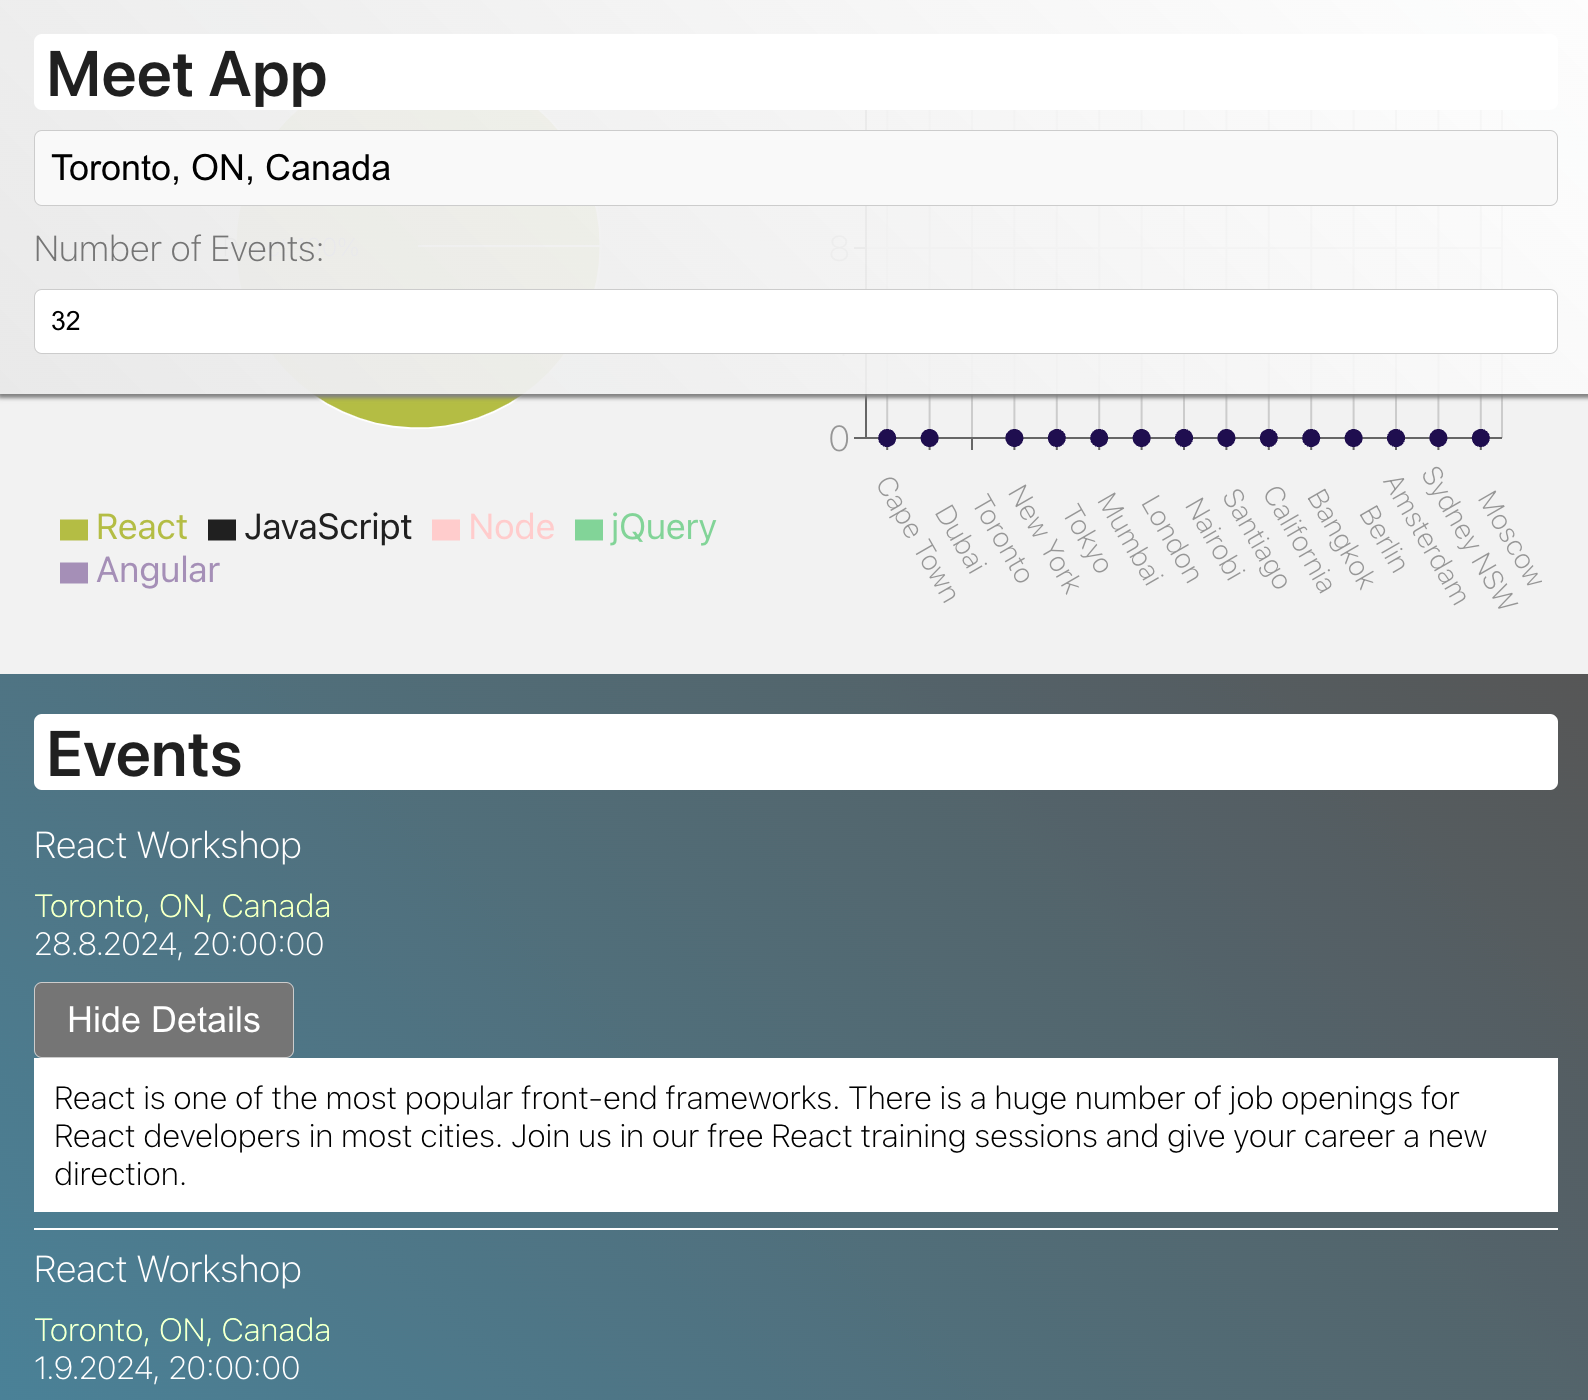 Meet App
Toronto, ON, Canada
Number of Events:
8
32
0
Cape Town
Dubai
Toronto
New York
Tokyo
Mumbai
London
Nairobi
Santiago
California
Bangkok
Berlin
Amsterdam
Sydney NSW
Moscow
React JavaScript Node jQuery
Angular
Events
React Workshop
Toronto, ON, Canada
28.8.2024, 20:00:00
Hide Details
React is one of the most popular front-end frameworks. There is a huge number of job openings for
React developers in most cities. Join us in our free React training sessions and give your career a new
direction.
React Workshop
Toronto, ON, Canada
1.9.2024, 20:00:00